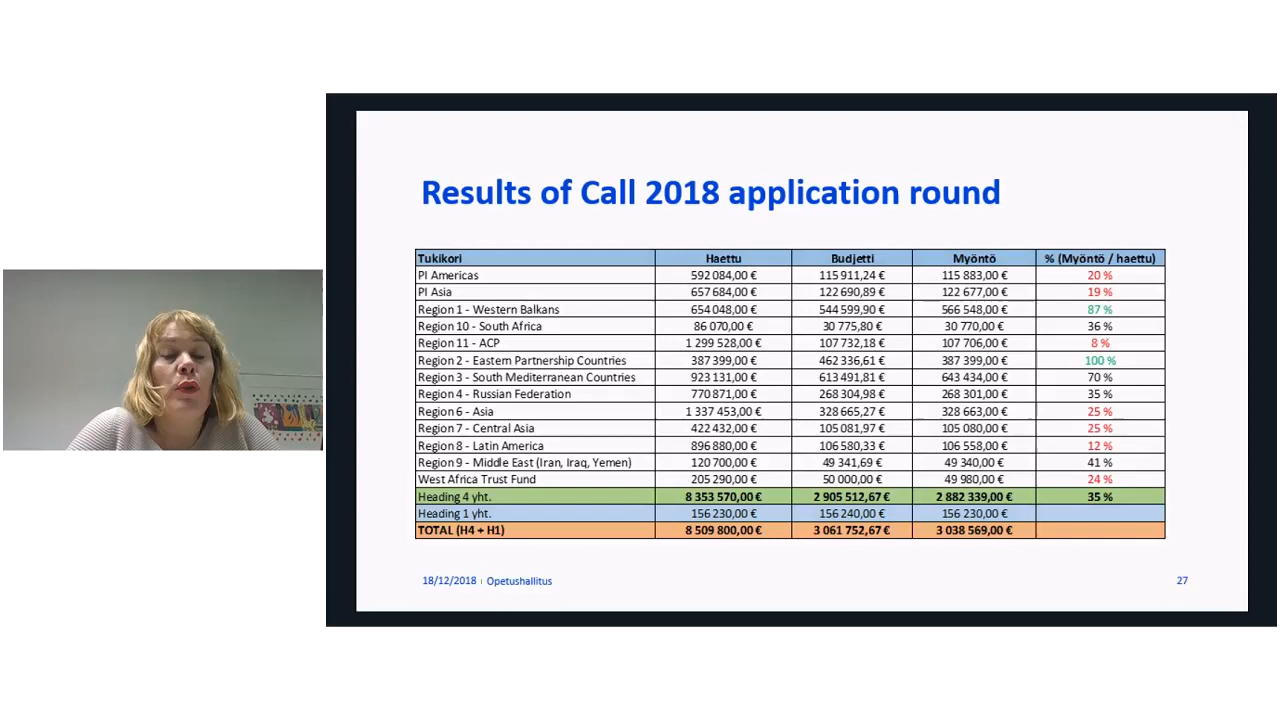 Results of Call 2018 application round
Tukikori Haettu Budjetti Myöntö % (Myöntö / haettu)
PI Americas 592 084,00 € 115 911,24 € 115 883,00 € 20 %
PI Asia 657 684,00 € 122 690,89 € 122 677,00 € 19 %
Region 1 - Western Balkans 654 048,00 € 544 599,90 € 566 548,00 € 87 %
Region 10 - South Africa 86 070,00 € 30 775,80 € 30 770,00 € 36 %
Region 11 - ACP 1 299 528,00 € 107 732,18 € 107 706,00 € 8 %
Region 2 - Eastern Partnership Countries 387 399,00 € 462 336,61 € 387 399,00 € 100 %
Region 3 - South Mediterranean Countries 923 131,00 € 613 491,81 € 643 434,00 € 70 %
Region 4 - Russian Federation 770 871,00 € 268 304,98 € 268 301,00 € 35 %
Region 6 - Asia 1 337 453,00 € 328 665,27 € 328 663,00 € 25 %
Region 7 - Central Asia 422 432,00 € 105 081,97 € 105 080,00 € 25 %
Region 8 - Latin America 896 880,00 € 106 580,33 € 106 558,00 € 12 %
Region 9 - Middle East (Iran, Iraq, Yemen) 120 700,00 € 49 341,69 € 49 340,00 € 41 %
West Africa Trust Fund 205 290,00 € 50 000,00 € 49 980,00 € 24 %
Heading 4 yht. 8 353 570,00 € 2 905 512,67 € 2 882 339,00 € 35 %
Heading 1 yht. 156 230,00 € 156 240,00 € 156 230,00 €
TOTAL (H4 + H1) 8 509 800,00 € 3 061 752,67 € 3 038 569,00 €
18/12/2018 | Opetushallitus 27